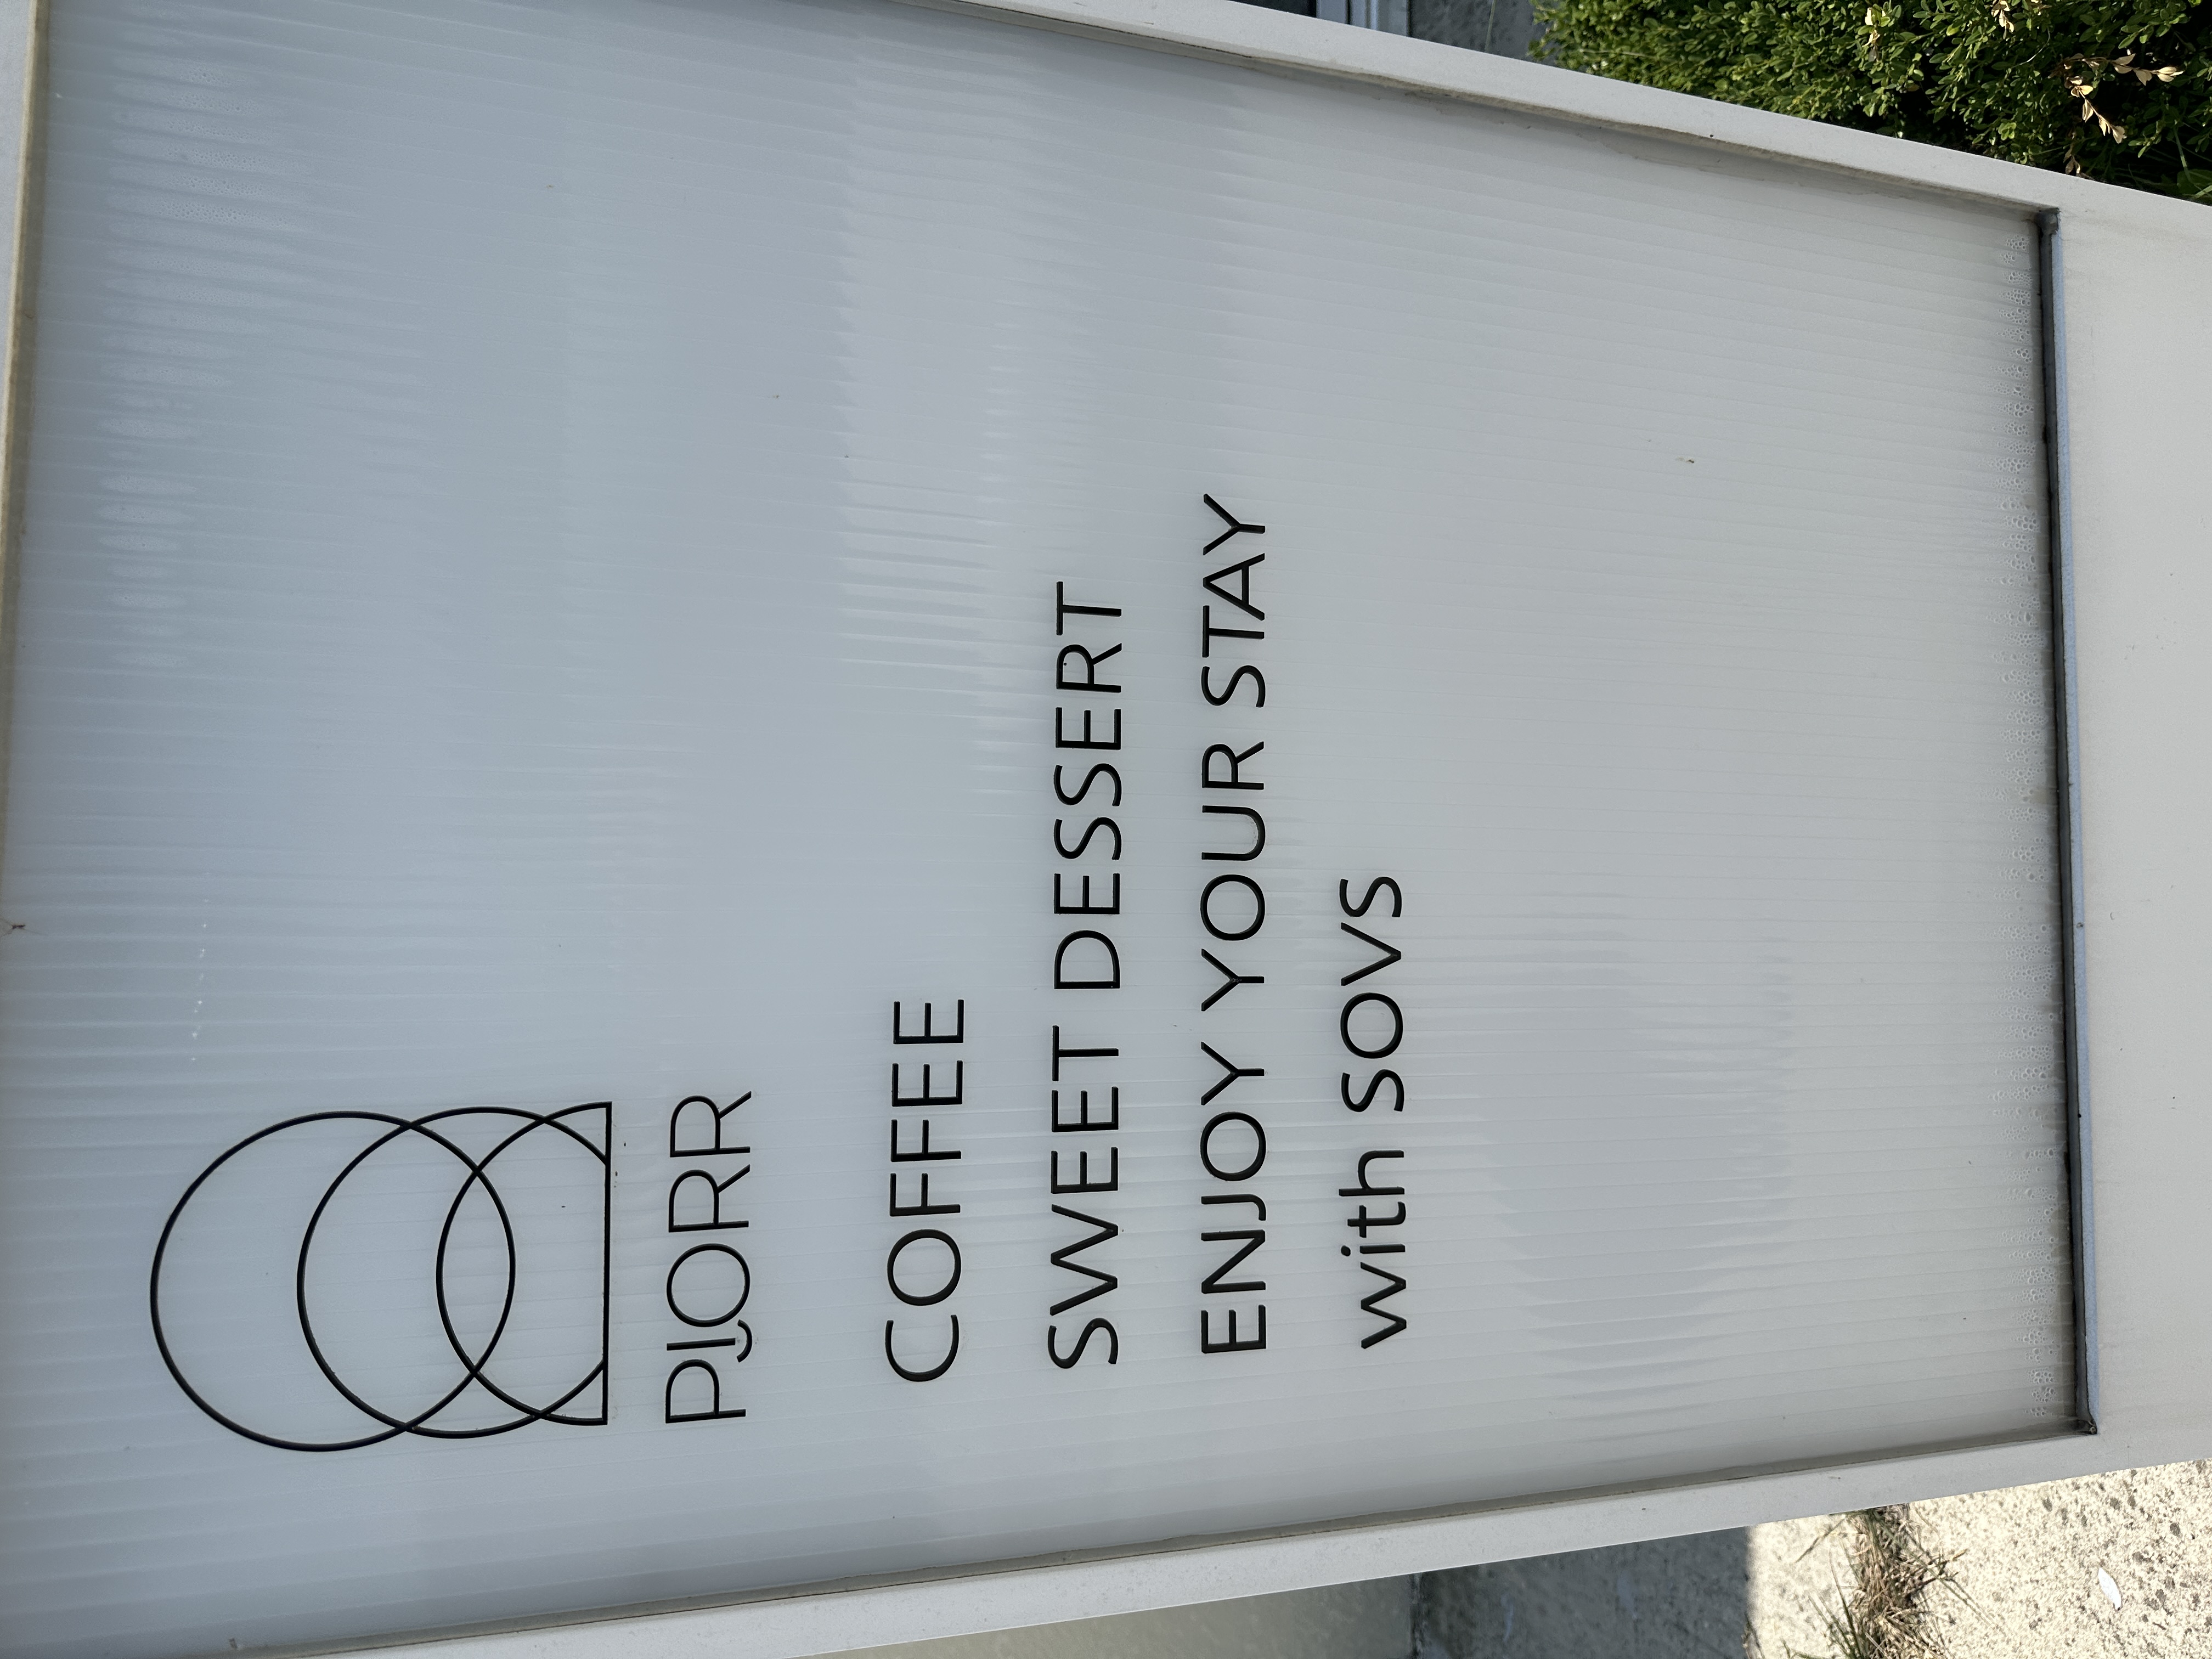 PJORR
COFFEE
SWEET DESSERT
ENJOY YOUR STAY
with SOVS